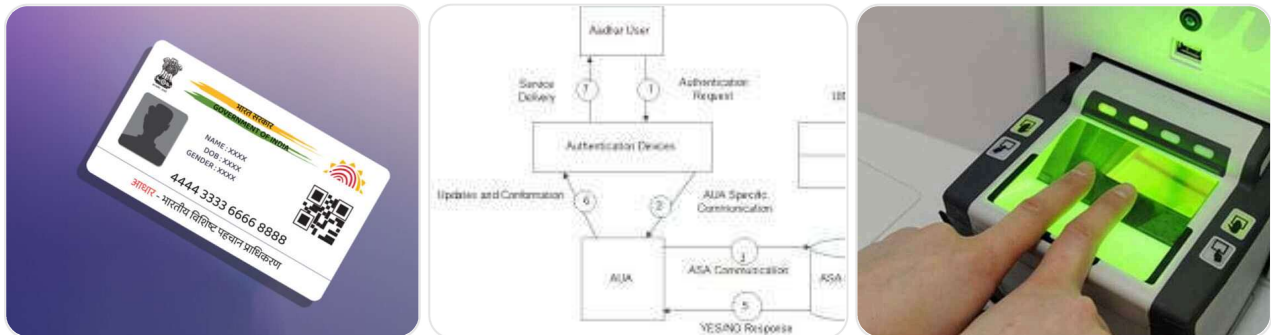 भारत सरकार
GOVERNMENT OF INDIA
NAME : XXXX
DOB : XXXX
GENDER : XXXX
4444 3333 6666 8888
आधार - भारतीय विशिष्ट पहचान प्राधिकरण
Aadhar User
Service
Delivery
7
1
Authentication
Request
Authentication Devices
Updates and Conformation
6
2
AUA Specific
Communication
AUA
3
ASA Communication
ASA
5
YES/NO Response